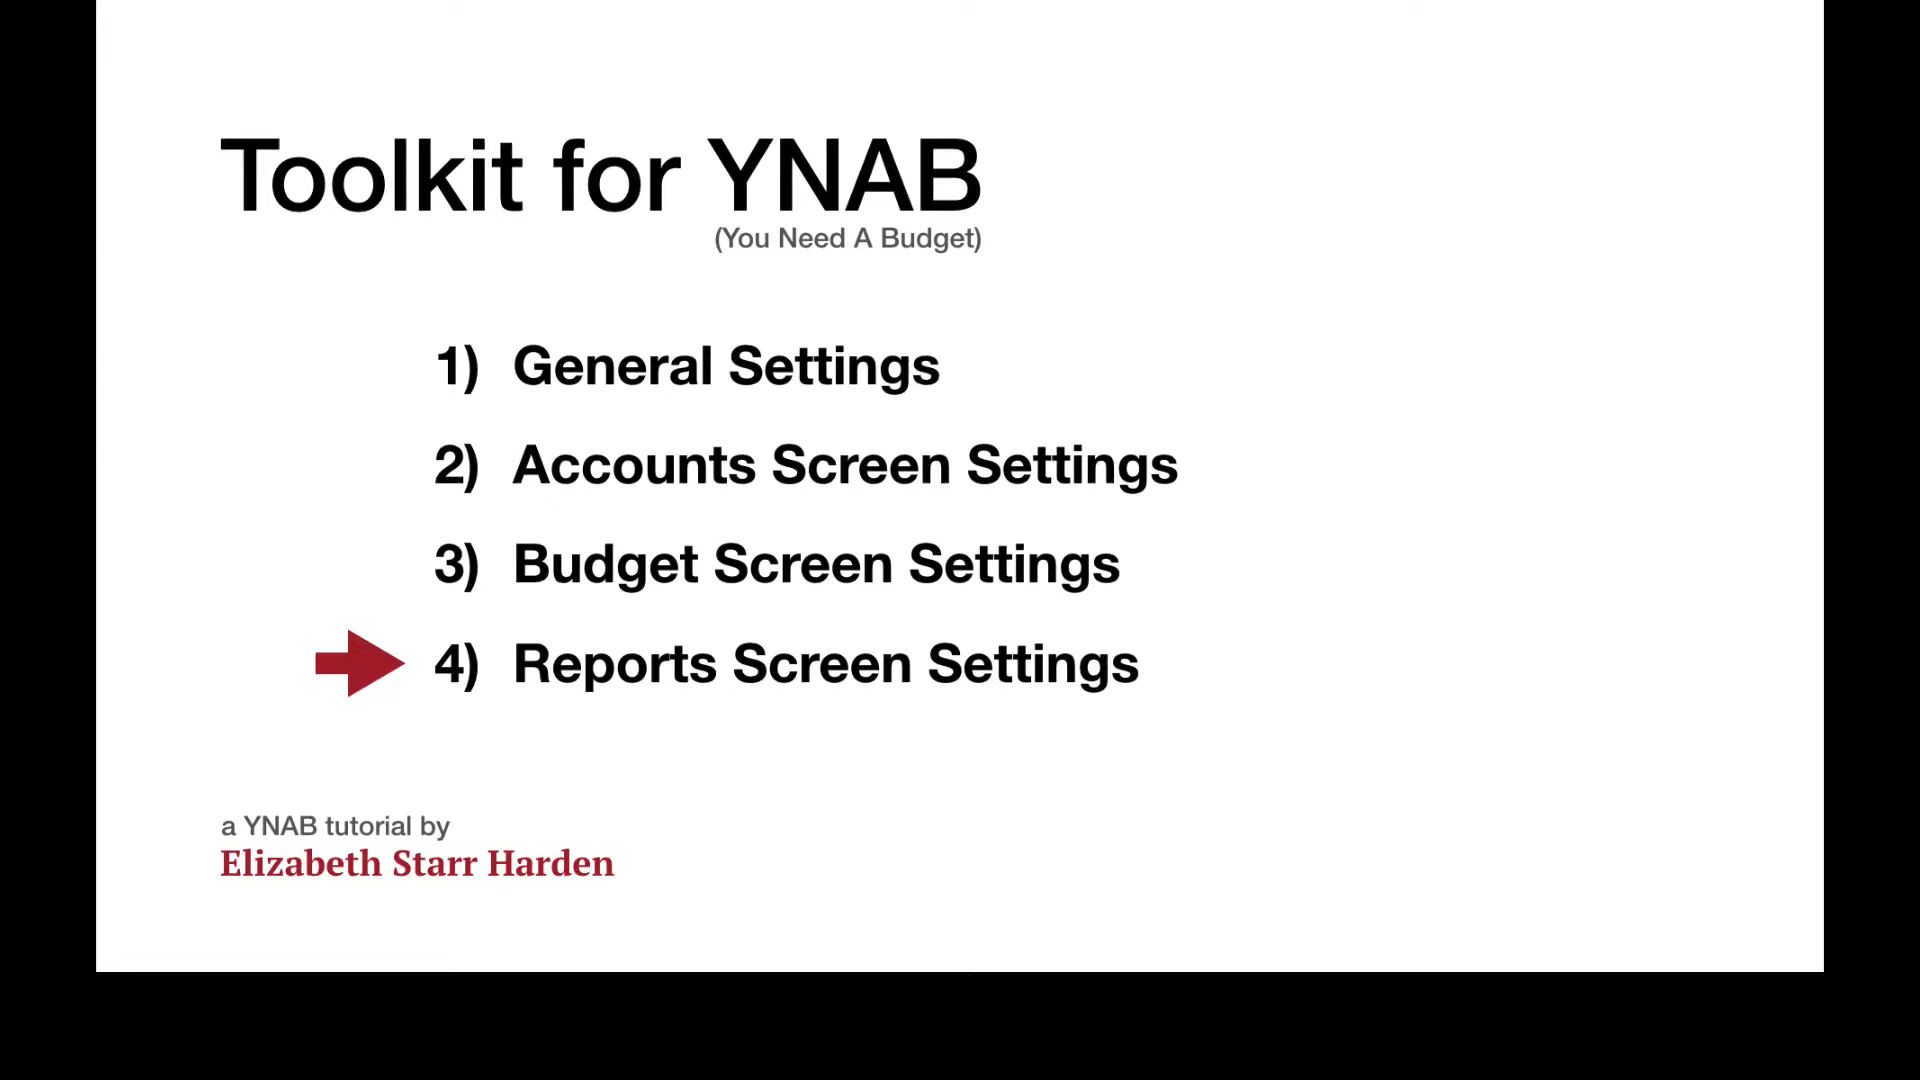 Toolkit for YNAB
(You Need A Budget)
1) General Settings
2) Accounts Screen Settings
3) Budget Screen Settings
4) Reports Screen Settings
a YNAB tutorial by
Elizabeth Starr Harden